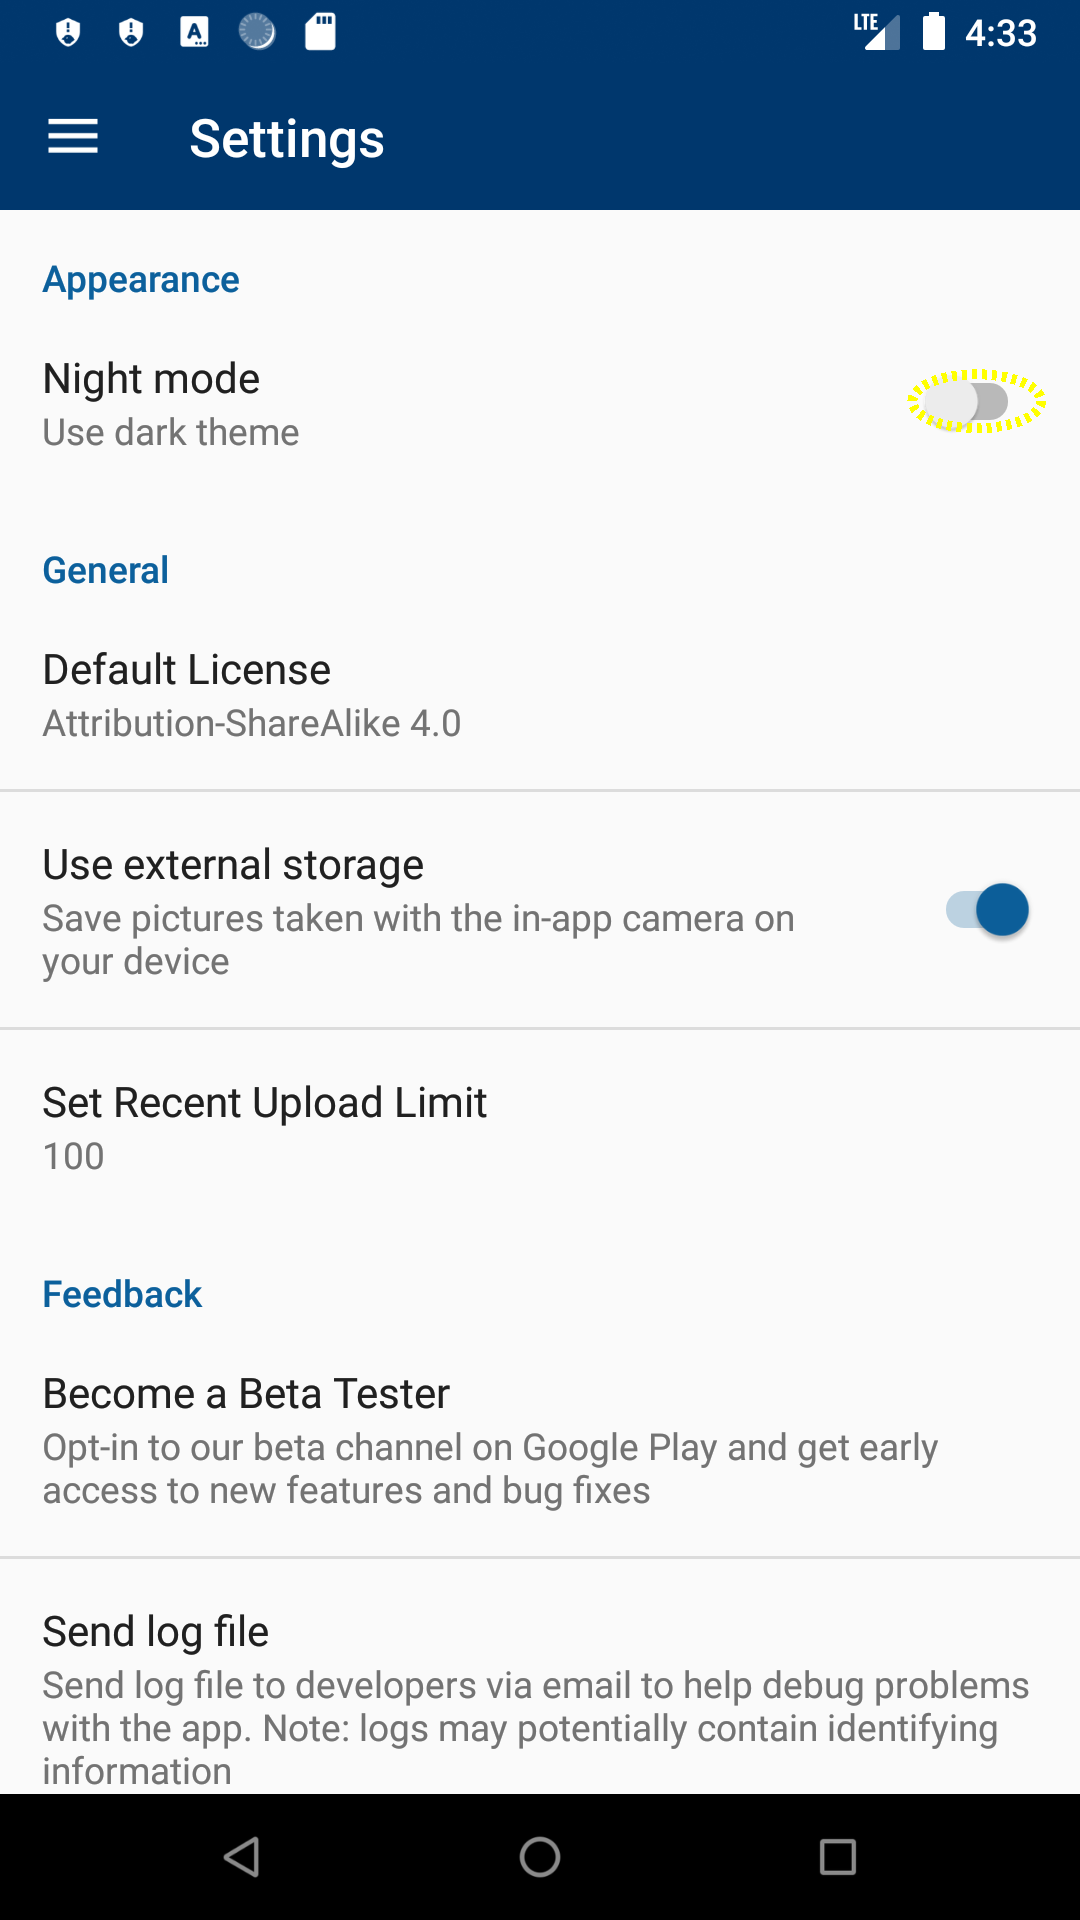 LTE 4:33
Settings
Appearance
Night mode
Use dark theme
General
Default License
Attribution-ShareAlike 4.0
Use external storage
Save pictures taken with the in-app camera on
your device
Set Recent Upload Limit
100
Feedback
Become a Beta Tester
Opt-in to our beta channel on Google Play and get early
access to new features and bug fixes
Send log file
Send log file to developers via email to help debug problems
with the app. Note: logs may potentially contain identifying
information